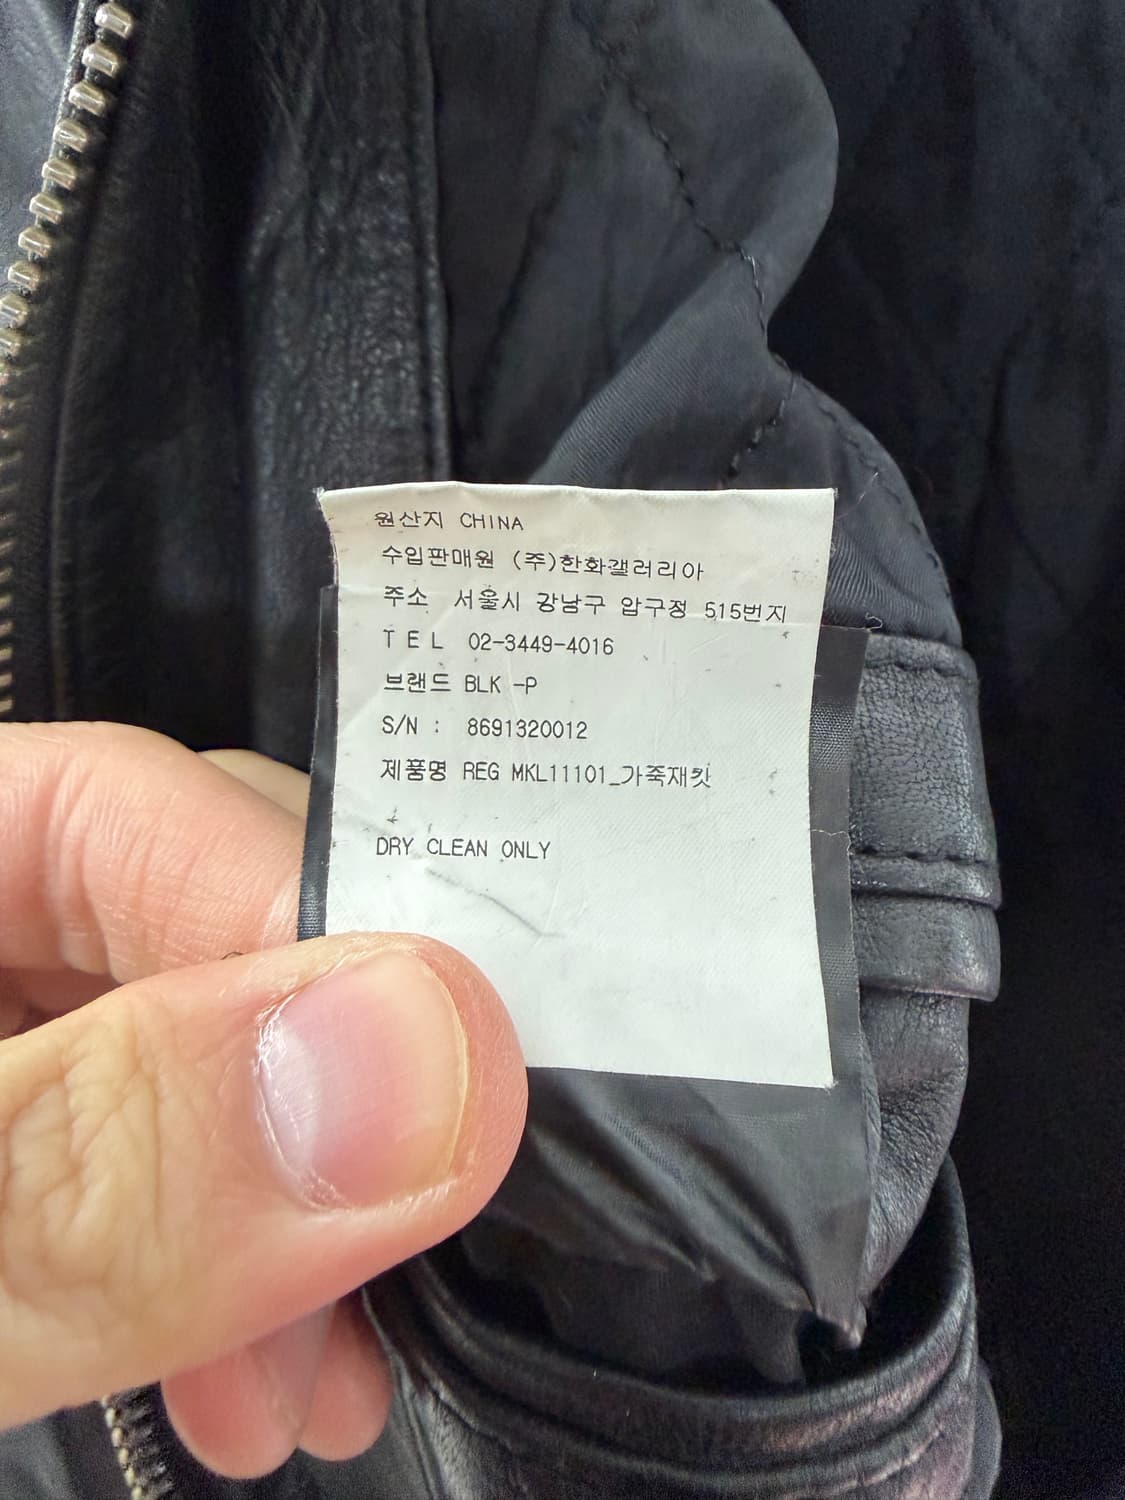 원산지 CHINA
수입판매원 (주)한화갤러리아
주소 서울시 강남구 압구정 515번지
T E L 02-3449-4016
브랜드 BLK -P
S/N : 8691320012
제품명 REG MKL11101_가죽재킷
DRY CLEAN ONLY